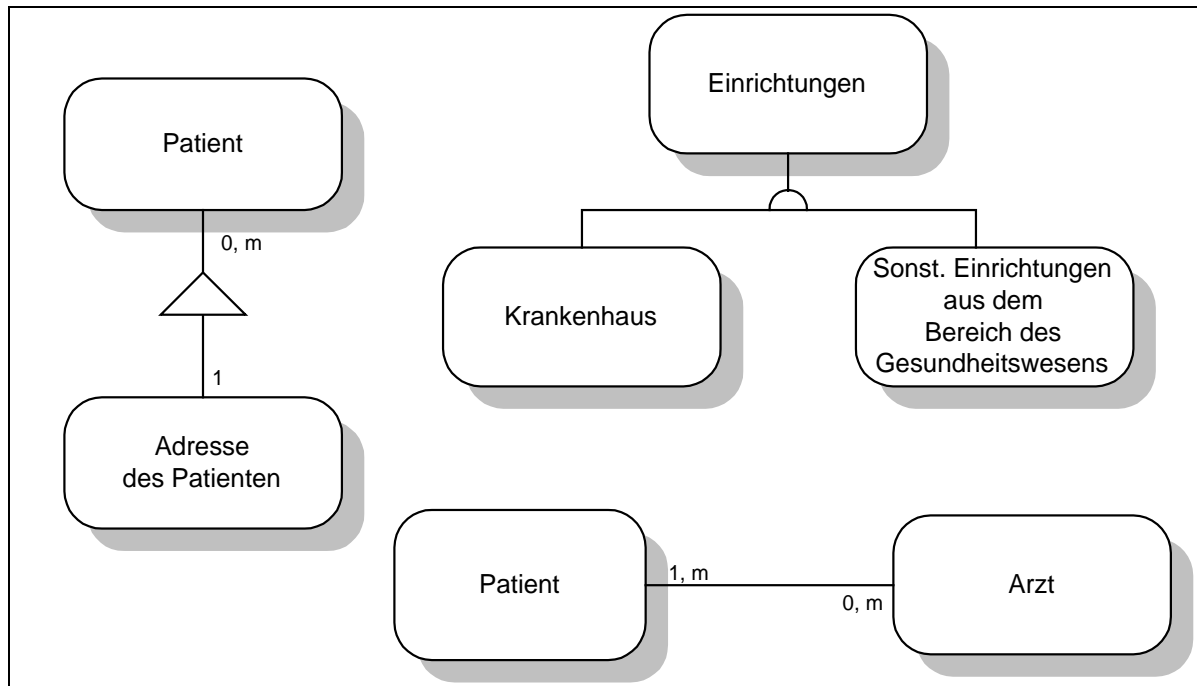 Patient
0, m
1
Adresse
des Patienten
Einrichtungen
Krankenhaus
Sonst. Einrichtungen
aus dem
Bereich des
Gesundheitswesens
Patient
1, m
0, m
Arzt